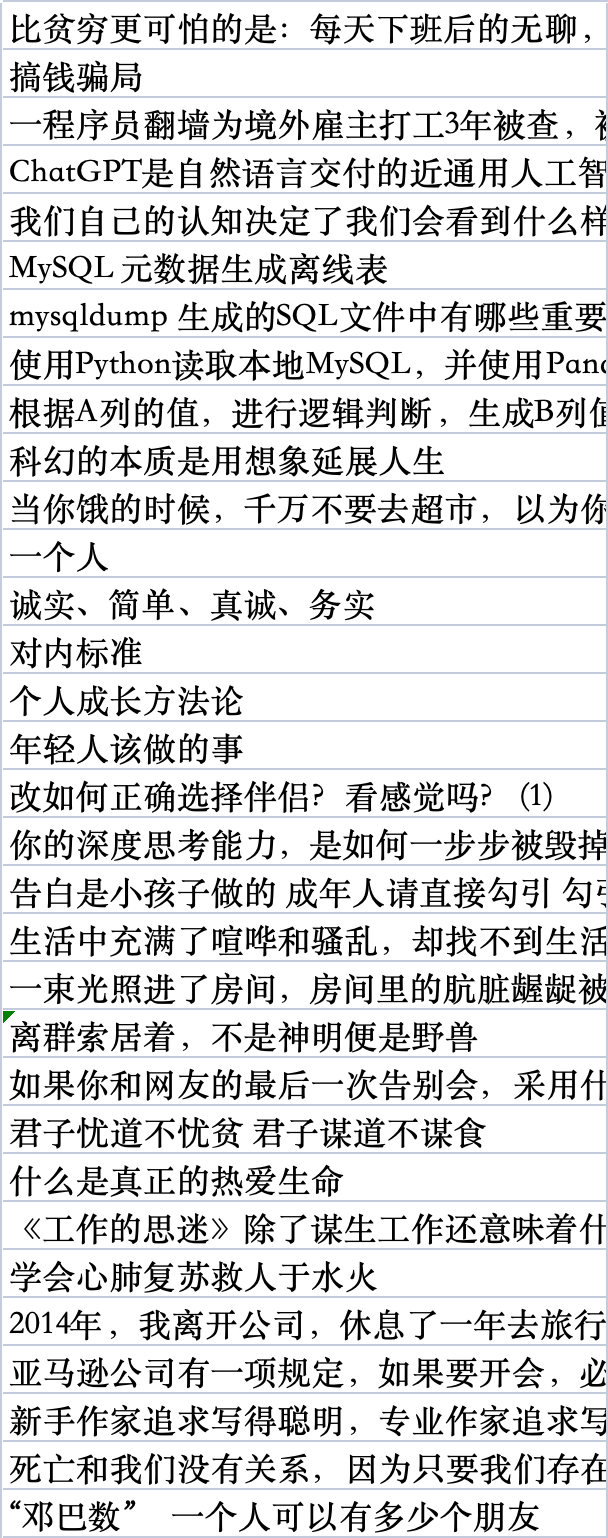 比贫穷更可怕的是：每天下班后的无聊，
搞钱骗局
一程序员翻墙为境外雇主打工3年被查，
ChatGPT是自然语言交付的近通用人工智
我们自己的认知决定了我们会看到什么样
MySQL 元数据生成离线表
mysqldump 生成的SQL文件中有哪些重要
使用Python读取本地MySQL，并使用Pand
根据A列的值，进行逻辑判断，生成B列值
科幻的本质是用想象延展人生
当你饿的时候，千万不要去超市，以为你
一个人
诚实、简单、真诚、务实
对内标准
个人成长方法论
年轻人该做的事
改如何正确选择伴侣？看感觉吗？（1）
你的深度思考能力，是如何一步步被毁掉
告白是小孩子做的 成年人请直接勾引 勾引
生活中充满了喧哗和骚乱，却找不到生活
一束光照进了房间，房间里的肮脏龌龊被
离群索居着，不是神明便是野兽
如果你和网友的最后一次告别会，采用什
君子忧道不忧贫 君子谋道不谋食
什么是真正的热爱生命
《工作的思迷》除了谋生工作还意味着什
学会心肺复苏救人于水火
2014年，我离开公司，休息了一年去旅行
亚马逊公司有一项规定，如果要开会，必
新手作家追求写得聪明，专业作家追求写
死亡和我们没有关系，因为只要我们存在
“邓巴数” 一个人可以有多少个朋友